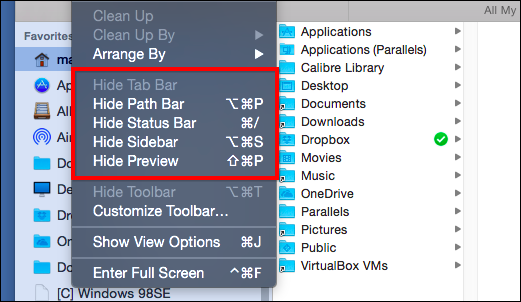 Clean Up
Clean Up By
Arrange By
Hide Tab Bar
Hide Path Bar ⌥⌘P
Hide Status Bar ⌘/
Hide Sidebar ⌥⌘S
Hide Preview ⇧⌘P
Hide Toolbar ⌥⌘T
Customize Toolbar...
Show View Options ⌘J
Enter Full Screen ^⌘F
Favorites
ma
Ap
All
Air
Do
De
Dro
On
Do
[C] Windows 98SE
All My
Applications
Applications (Parallels)
Calibre Library
Desktop
Documents
Downloads
Dropbox
Movies
Music
OneDrive
Parallels
Pictures
Public
VirtualBox VMs